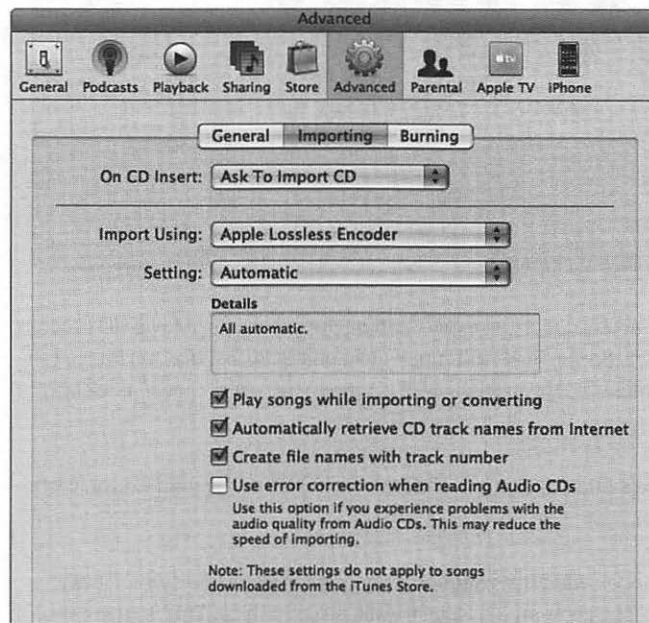 Advanced
General Podcasts Playback Sharing Store Advanced Parental Apple TV iPhone
General Importing Burning
On CD Insert: Ask To Import CD
Import Using: Apple Lossless Encoder
Setting: Automatic
Details
All automatic.
Play songs while importing or converting
Automatically retrieve CD track names from Internet
Create file names with track number
Use error correction when reading Audio CDs
Use this option if you experience problems with the
audio quality from Audio CDs. This may reduce the
speed of importing.
Note: These settings do not apply to songs
downloaded from the iTunes Store.